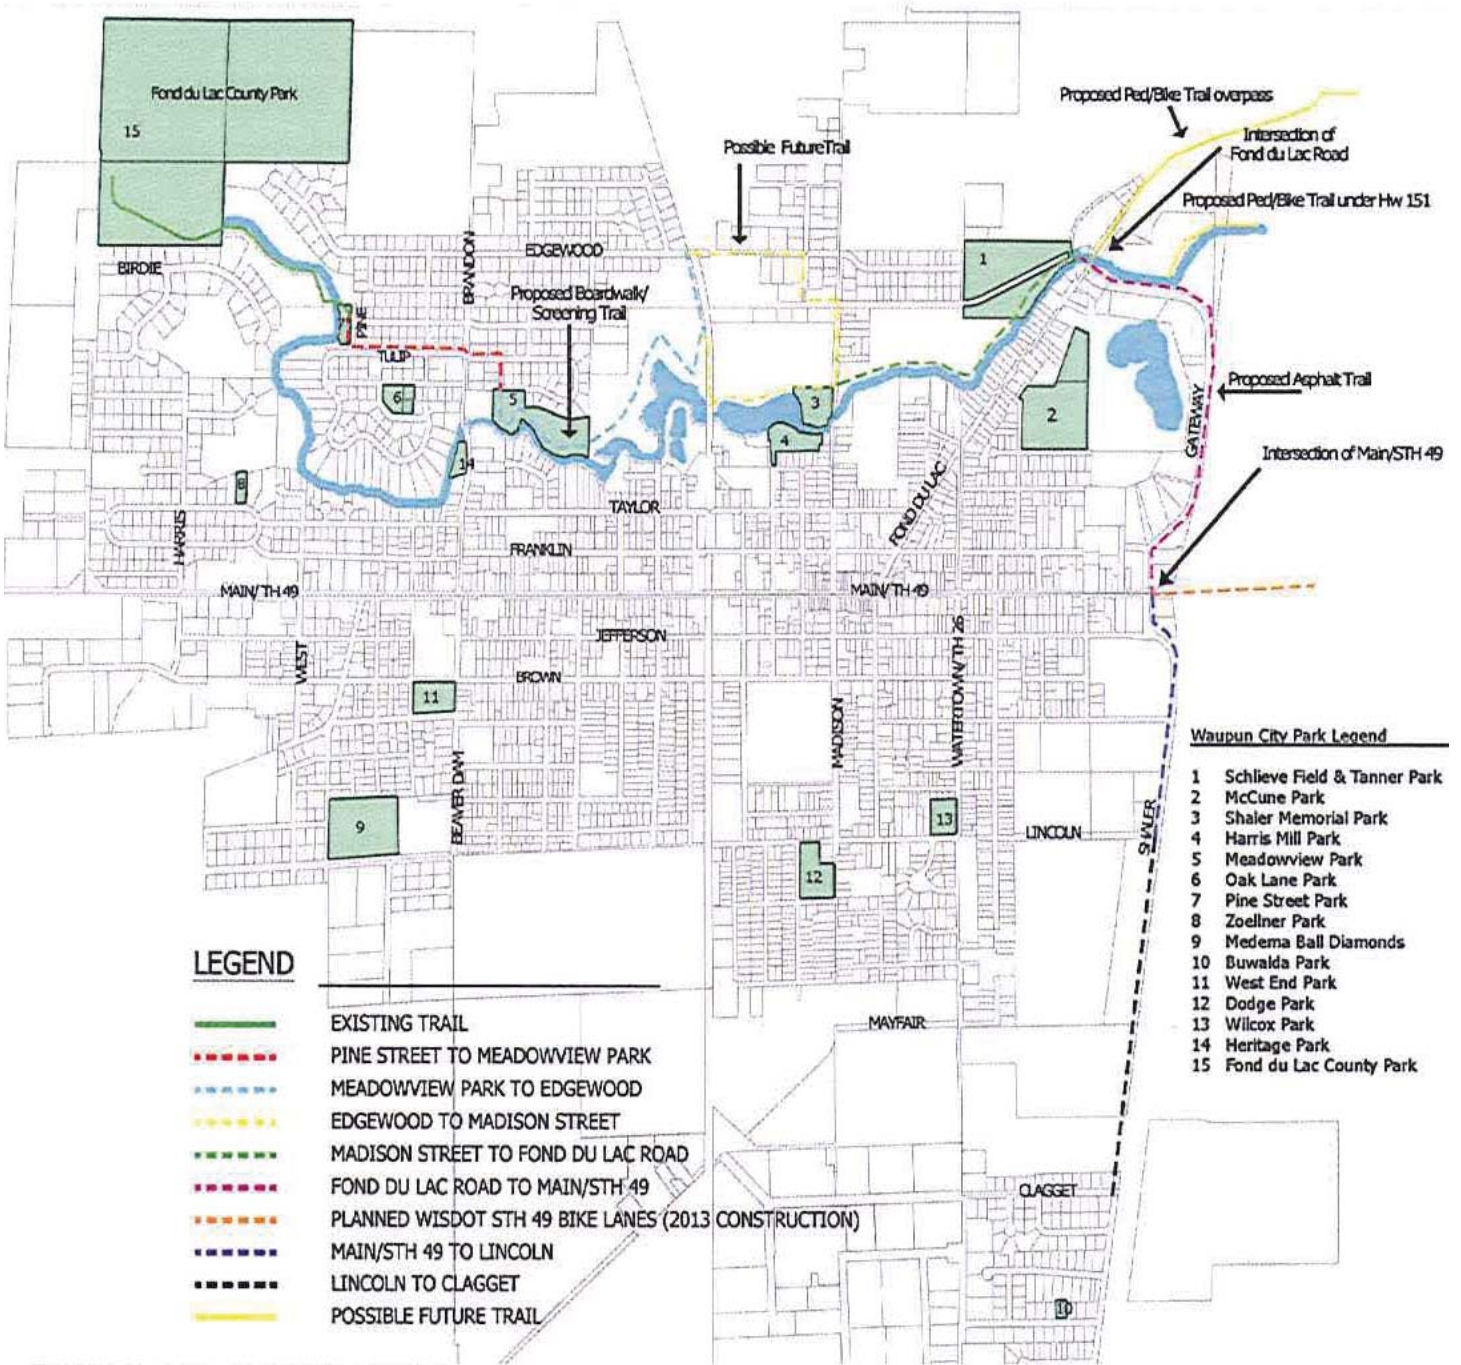 Fond du Lac County Park
15
Proposed Ped/Bike Trail overpass
Intersection of
Fond du Lac Road
Possible Future Trail
Proposed Ped/Bike Trail under Hw 151
EDGEWOOD
BRANDON
BIRDIE
1
Proposed Boardwalk/
Screening Trail
7
PINE
TULIP
6
5
3
4
2
Proposed Asphalt Trail
GATEWAY
14
8
Intersection of Main/STH 49
TAYLOR
FOND DU LAC
HARRIS
FRANKLIN
MAIN/ TH 49
MAIN/ TH 49
JEFFERSON
WEST
BROWN
WATERTOWN/ TH 26
11
MADISON
BEAVER DAM
9
13
LINCOLN
SHALER
12
MAYFAIR
CLAGGET
10
Waupun City Park Legend
1 Schlieve Field & Tanner Park
2 McCune Park
3 Shaler Memorial Park
4 Harris Mill Park
5 Meadowview Park
6 Oak Lane Park
7 Pine Street Park
8 Zoellner Park
9 Medema Ball Diamonds
10 Buwalda Park
11 West End Park
12 Dodge Park
13 Wilcox Park
14 Heritage Park
15 Fond du Lac County Park
LEGEND
EXISTING TRAIL
PINE STREET TO MEADOWVIEW PARK
MEADOWVIEW PARK TO EDGEWOOD
EDGEWOOD TO MADISON STREET
MADISON STREET TO FOND DU LAC ROAD
FOND DU LAC ROAD TO MAIN/STH 49
PLANNED WISDOT STH 49 BIKE LANES (2013 CONSTRUCTION)
MAIN/STH 49 TO LINCOLN
LINCOLN TO CLAGGET
POSSIBLE FUTURE TRAIL